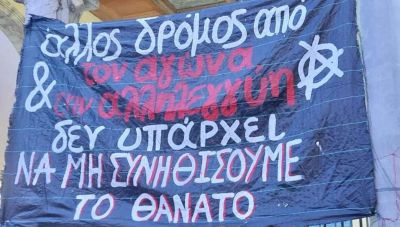 άλλος δρόμος από
τον αγώνα
& την αλληλεγγύη
δεν υπάρχει
ΝΑ ΜΗ ΣΥΝΗΘΙΣΟΥΜΕ
ΤΟ ΘΑΝΑΤΟ